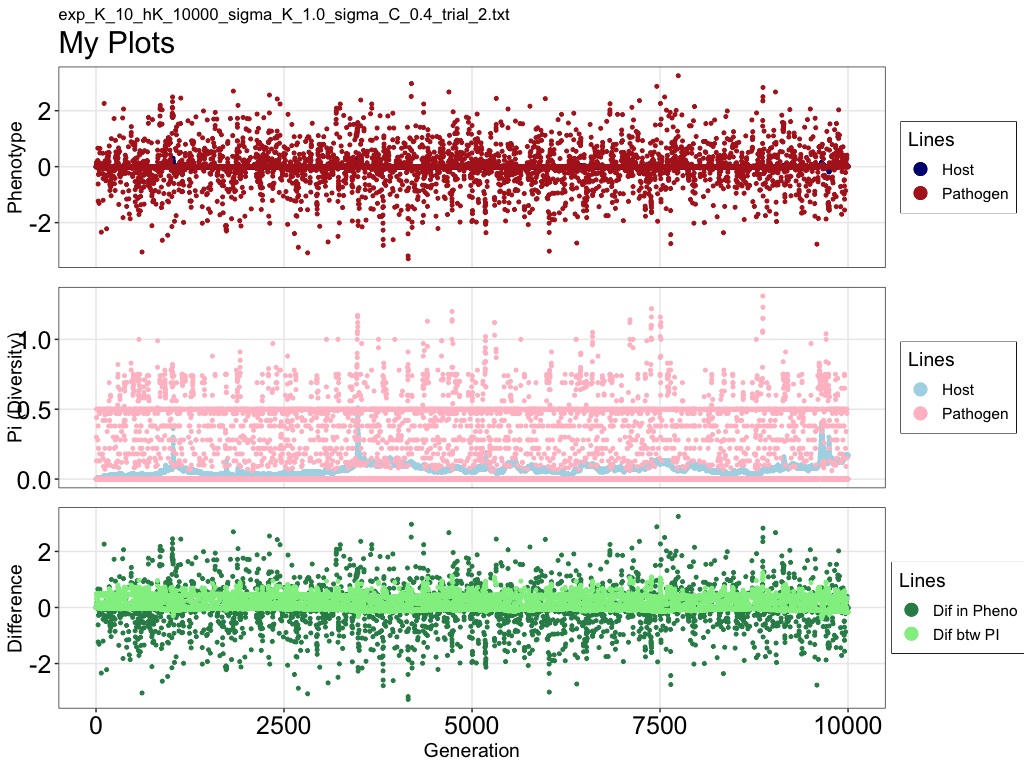 exp_K_10_hK_10000_sigma_K_1.0_sigma_C_0.4_trial_2.txt
My Plots
Phenotype
2
0
-2
Lines
Host
Pathogen
Pi (Diversity)
1.0
0.5
0.0
Lines
Host
Pathogen
Difference
2
0
-2
Lines
Dif in Pheno
Dif btw PI
0 2500 5000 7500 10000
Generation